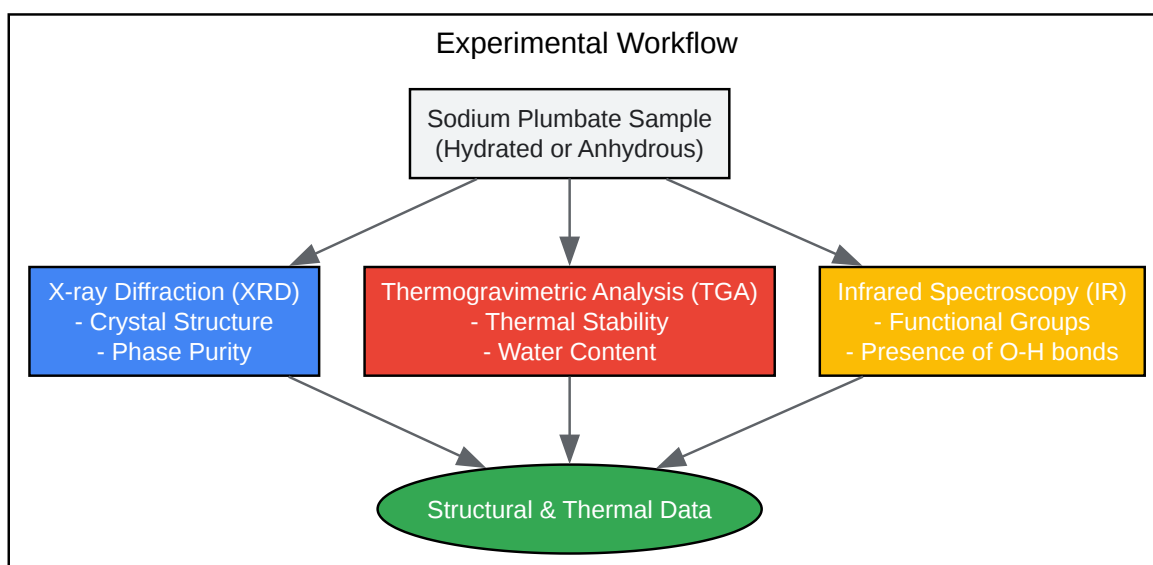 Experimental Workflow
Sodium Plumbate Sample
(Hydrated or Anhydrous)
X-ray Diffraction (XRD)
- Crystal Structure
- Phase Purity
Thermogravimetric Analysis (TGA)
- Thermal Stability
- Water Content
Infrared Spectroscopy (IR)
- Functional Groups
- Presence of O-H bonds
Structural & Thermal Data